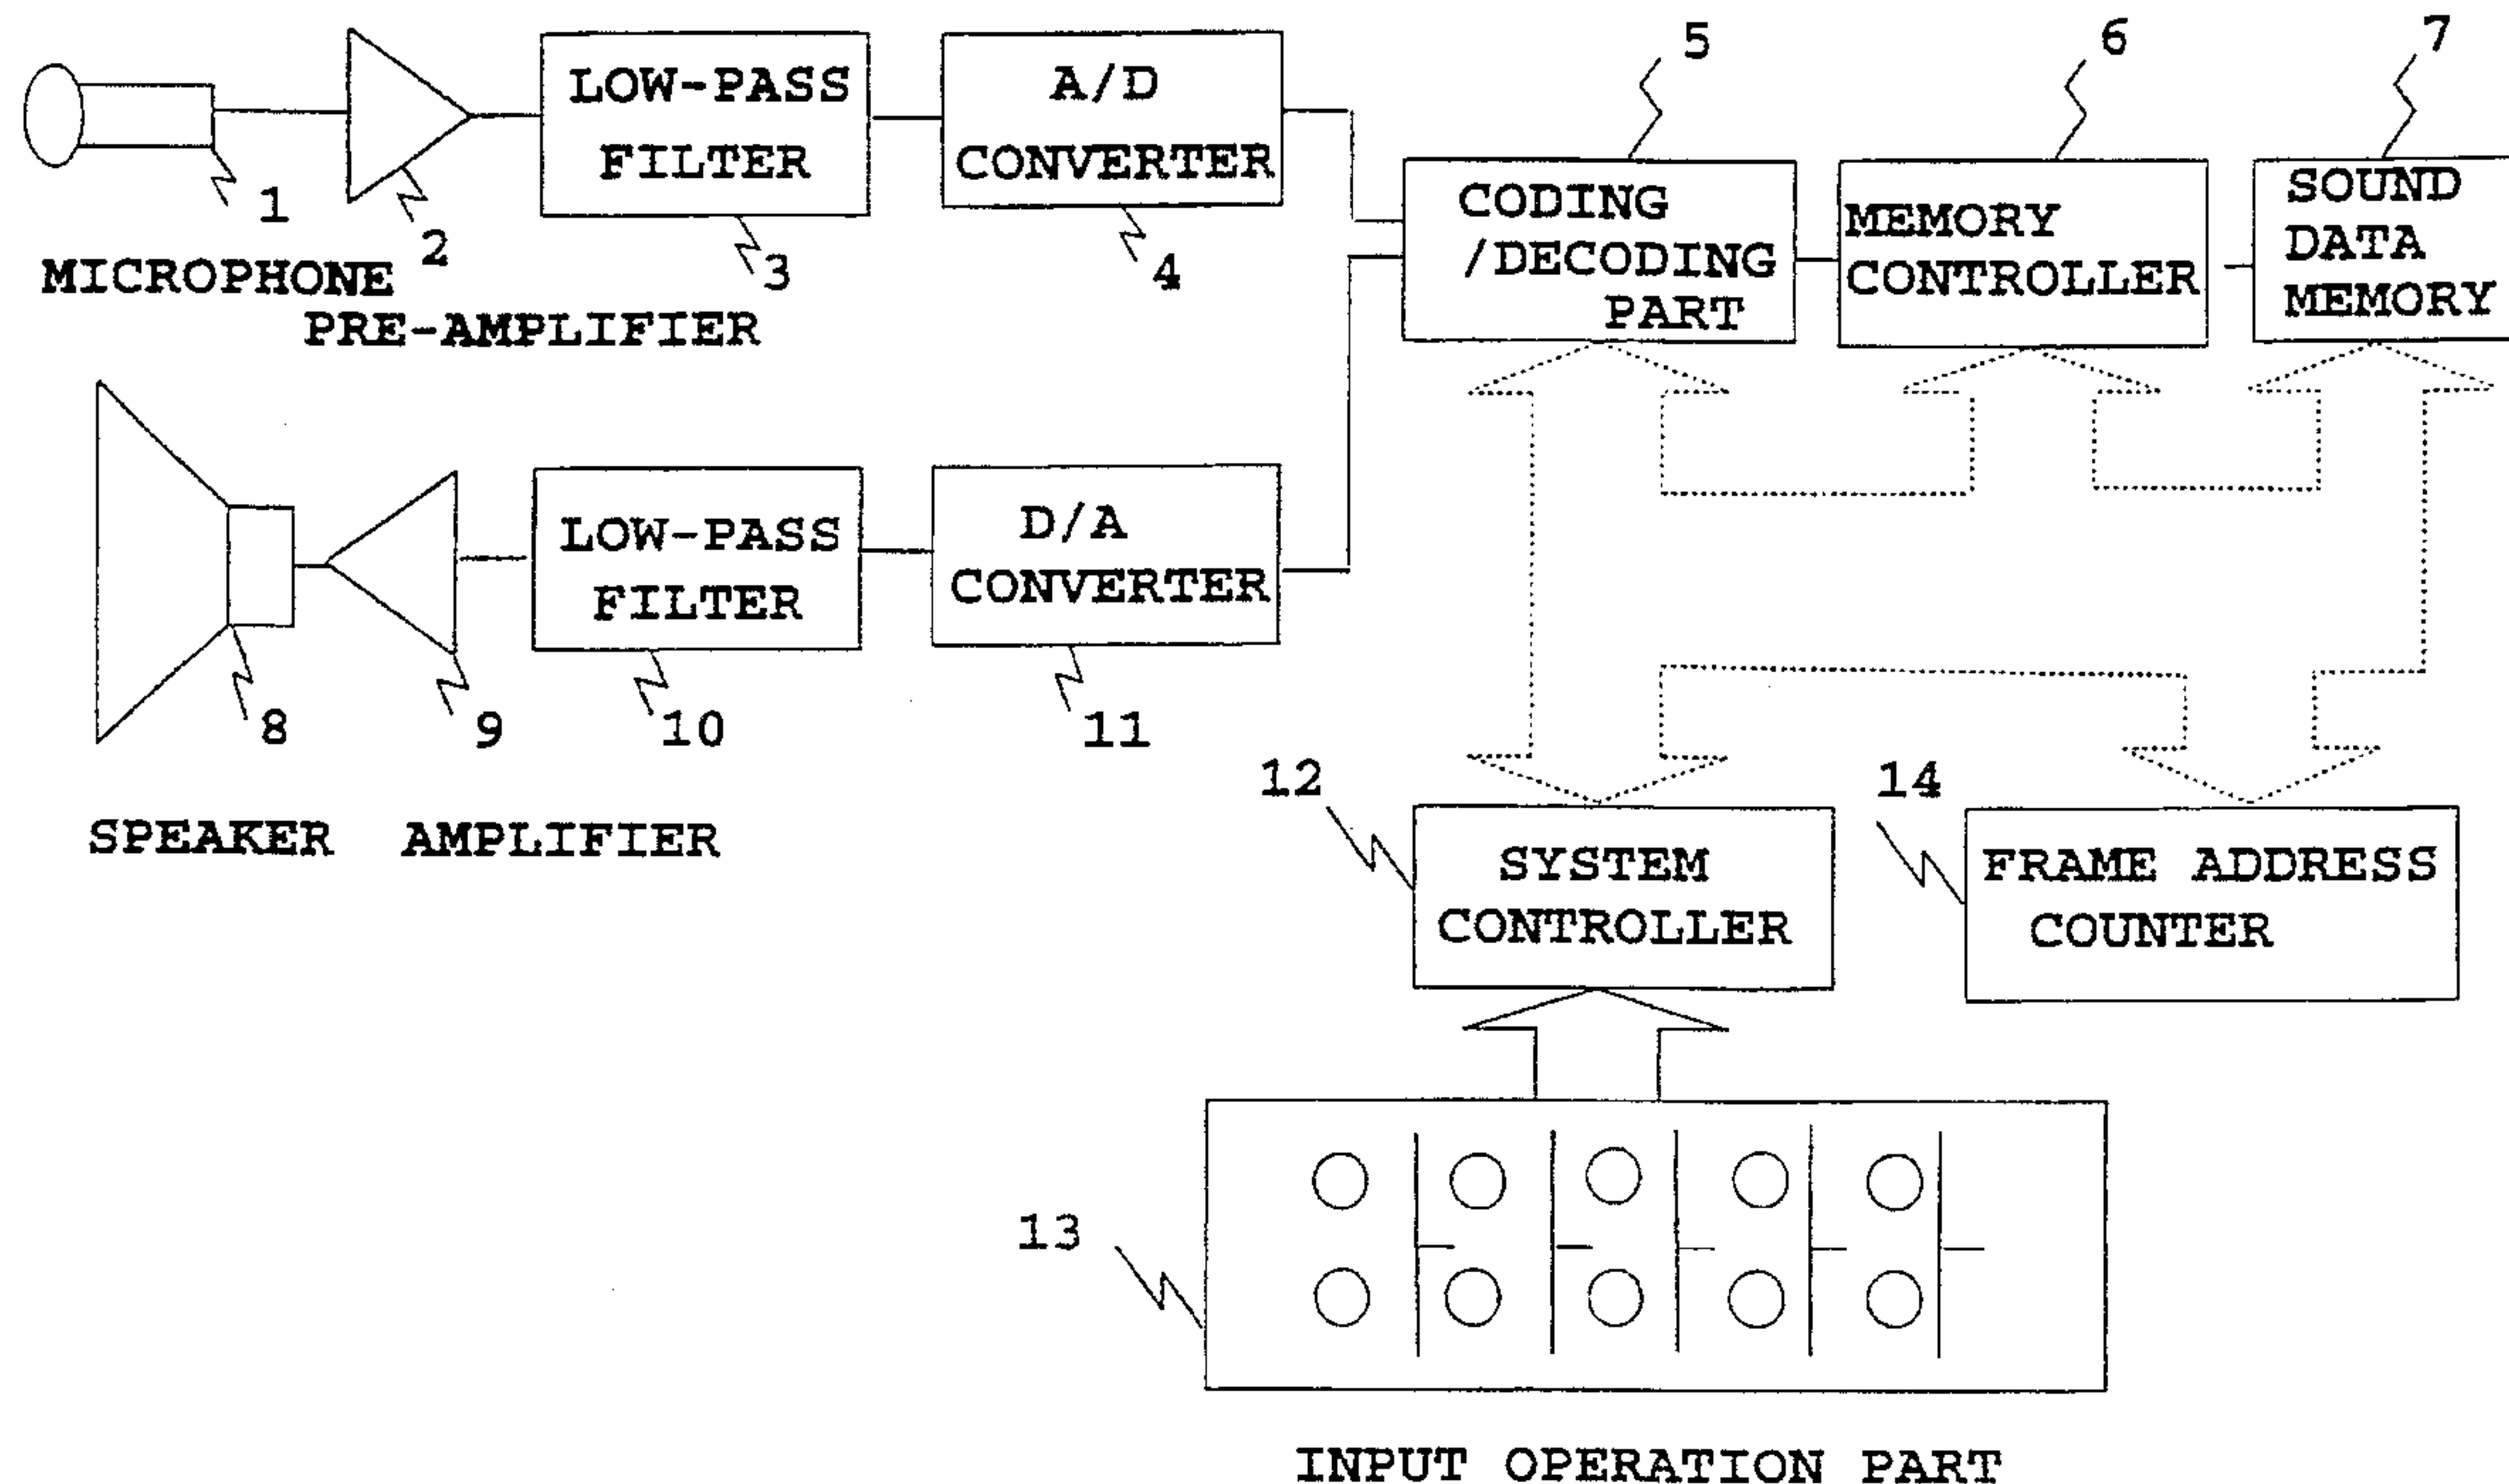 5
6
7
LOW-PASS
FILTER
A/D
CONVERTER
CODING
/DECODING
PART
MEMORY
CONTROLLER
SOUND
DATA
MEMORY
1
2
3
4
MICROPHONE
PRE-AMPLIFIER
LOW-PASS
FILTER
D/A
CONVERTER
8
9
10
11
SPEAKER
AMPLIFIER
12
14
SYSTEM
CONTROLLER
FRAME ADDRESS
COUNTER
13
INPUT OPERATION PART